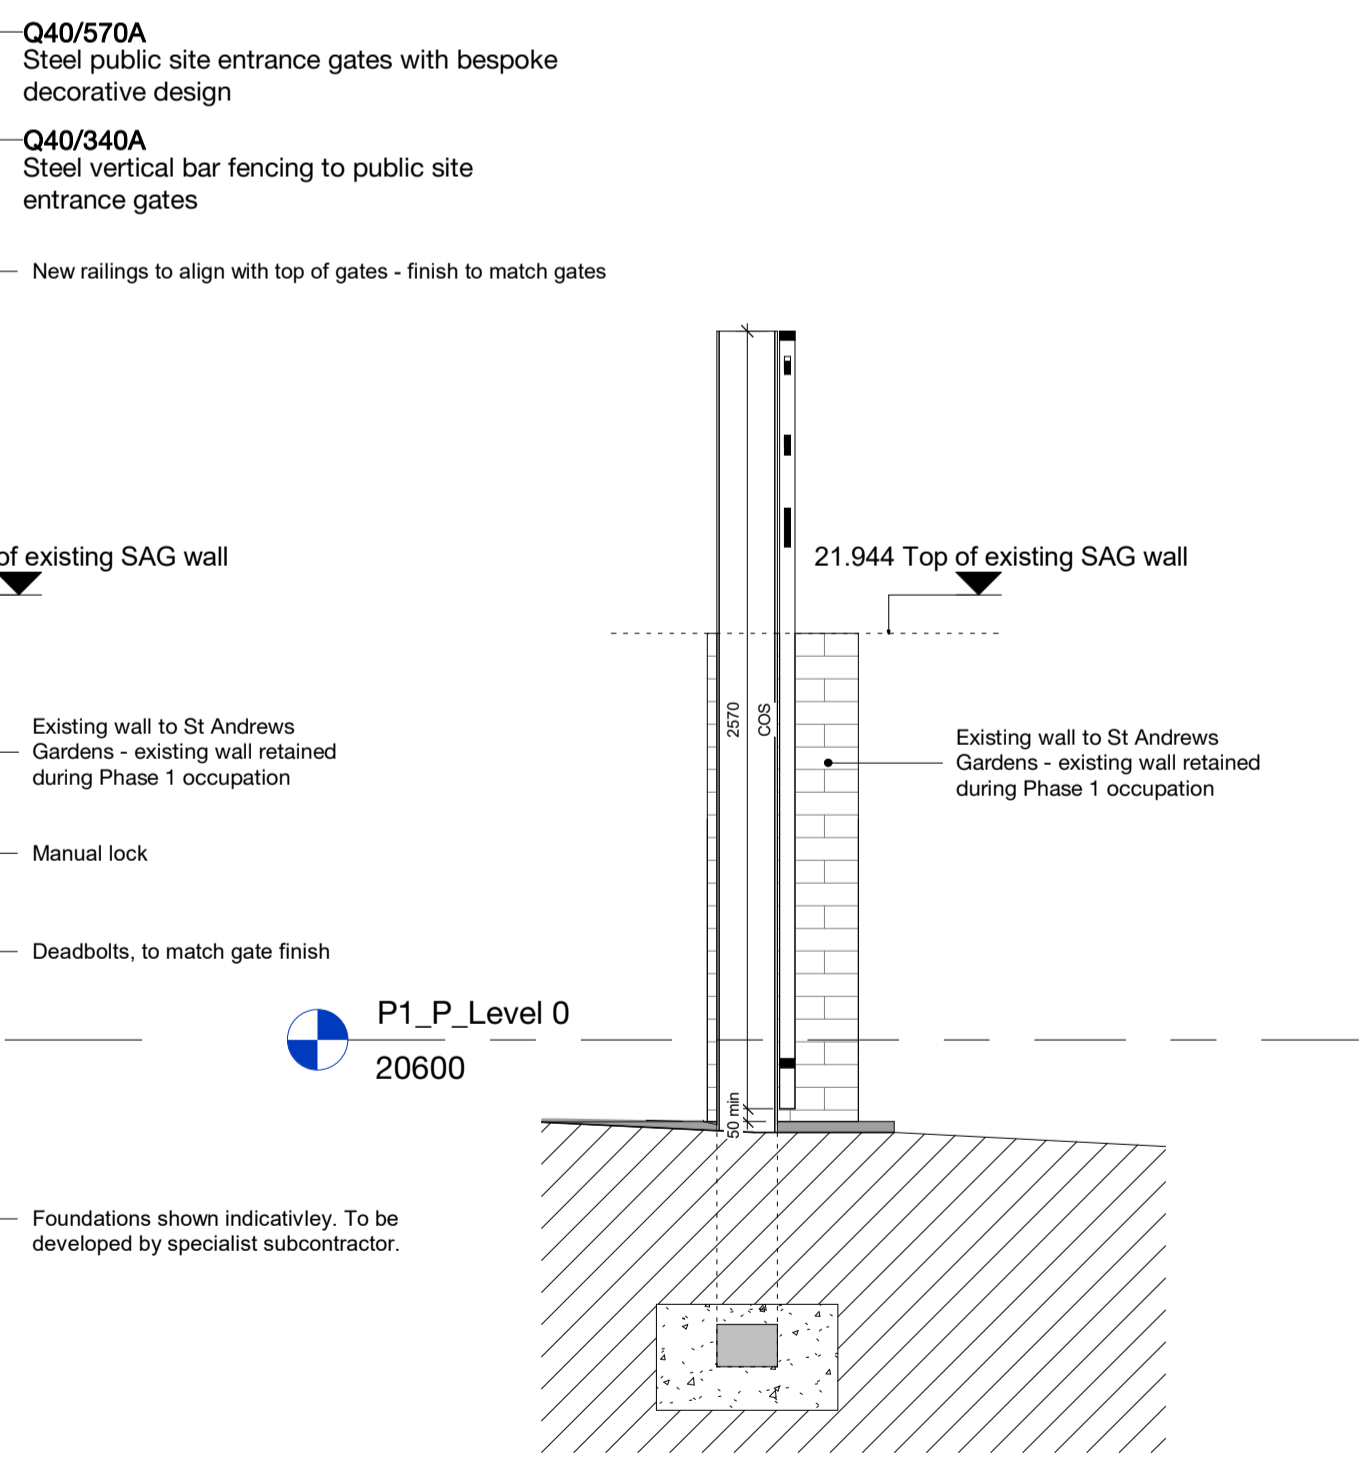 Q40/570A
Steel public site entrance gates with bespoke
decorative design
Q40/340A
Steel vertical bar fencing to public site
entrance gates
New railings to align with top of gates - finish to match gates
of existing SAG wall
21.944 Top of existing SAG wall
2570
COS
Existing wall to St Andrews
Gardens - existing wall retained
during Phase 1 occupation
Existing wall to St Andrews
Gardens - existing wall retained
during Phase 1 occupation
Manual lock
Deadbolts, to match gate finish
P1_P_Level 0
20600
50 min
Foundations shown indicativley. To be
developed by specialist subcontractor.